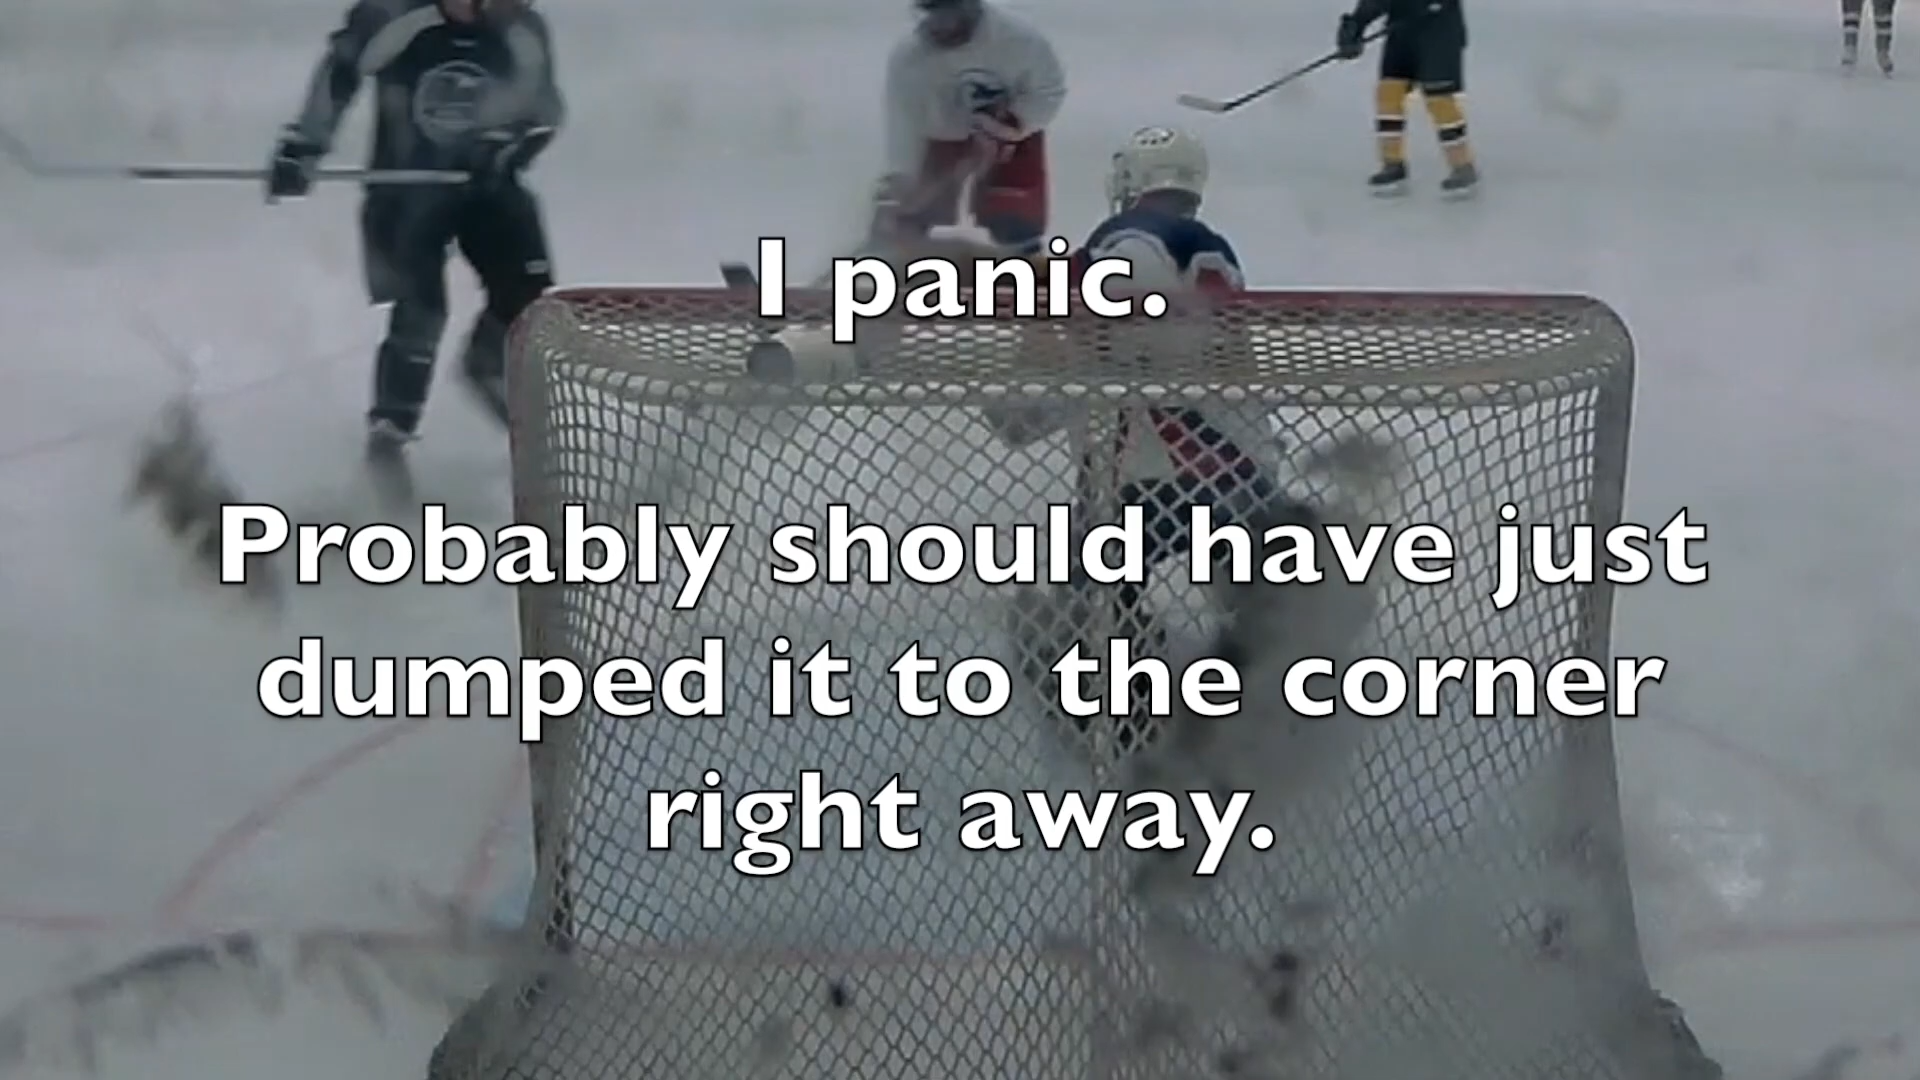 I panic.
Probably should have just
dumped it to the corner
right away.